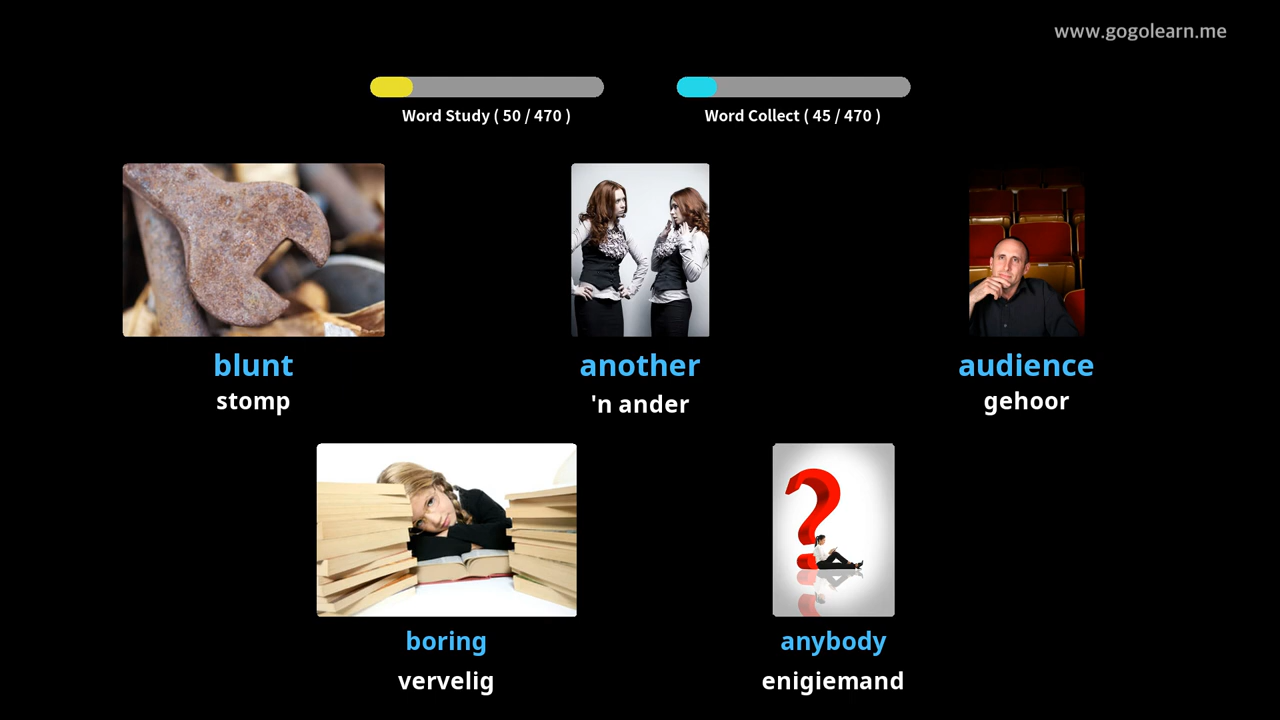 www.gogolearn.me
Word Study ( 50 / 470 )
Word Collect ( 45 / 470 )
blunt
stomp
another
'n ander
audience
gehoor
boring
vervelig
anybody
enigiemand